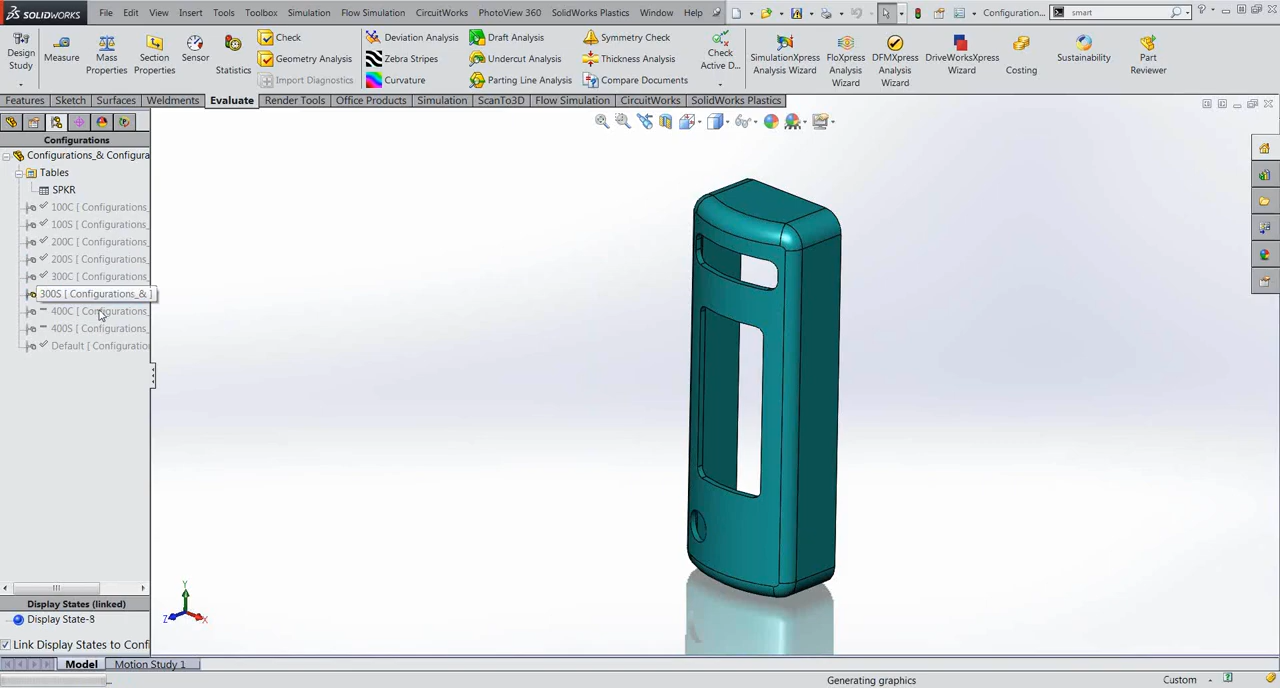 SOLIDWORKS File Edit View Insert Tools Toolbox Simulation Flow Simulation CircuitWorks PhotoView 360 SolidWorks Plastics Window Help Configuration... smart
Design Study
Measure
Mass Properties
Section Properties
Sensor
Statistics
Check
Geometry Analysis
Import Diagnostics
Deviation Analysis
Zebra Stripes
Curvature
Draft Analysis
Undercut Analysis
Parting Line Analysis
Symmetry Check
Thickness Analysis
Compare Documents
Check Active D...
SimulationXpress Analysis Wizard
FloXpress Analysis Wizard
DFMXpress Analysis Wizard
DriveWorksXpress Wizard
Costing
Sustainability
Part Reviewer
Features Sketch Surfaces Weldments Evaluate Render Tools Office Products Simulation ScanTo3D Flow Simulation CircuitWorks SolidWorks Plastics
Configurations
Configurations_& Configura
Tables
SPKR
100C [ Configurations_
100S [ Configurations_
200C [ Configurations_
200S [ Configurations_
300C [ Configurations_
300S [ Configurations_& ]
400C [ Configurations_
400S [ Configurations_
Default [ Configuratio
Y
Z X
Display States (linked)
Display State-8
Link Display States to Confi
Model Motion Study 1
Generating graphics Custom